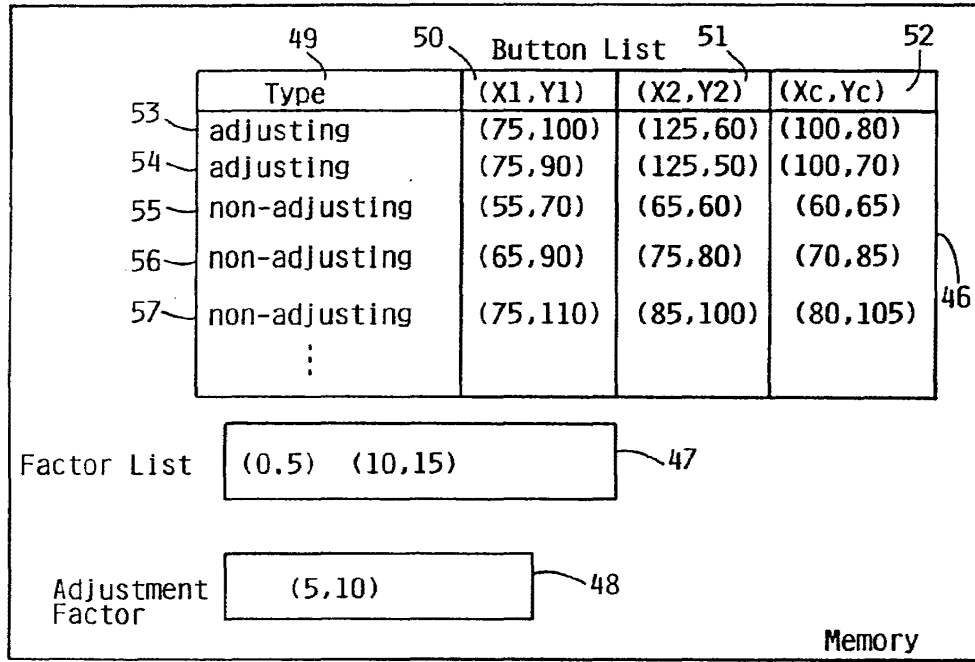 49 50 Button List 51 52
Type (X1,Y1) (X2,Y2) (Xc,Yc)
53 adjusting (75,100) (125,60) (100,80)
54 adjusting (75,90) (125,50) (100,70)
55 non-adjusting (55,70) (65,60) (60,65)
56 non-adjusting (65,90) (75,80) (70,85)
46
57 non-adjusting (75,110) (85,100) (80,105)
Factor List (0.5) (10,15) 47
Adjustment (5,10) 48
Factor
Memory